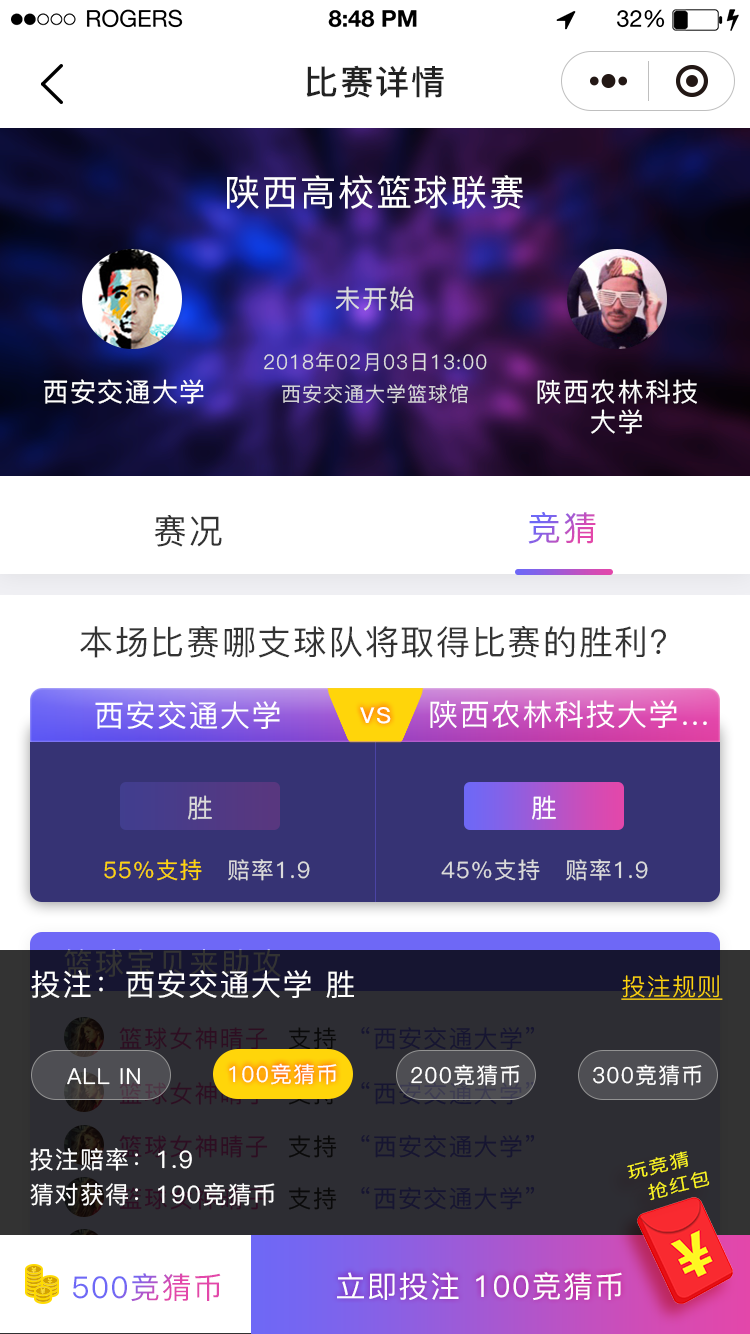 ROGERS 8:48 PM 32%
比赛详情
陕西高校篮球联赛
未开始
2018年02月03日13:00
西安交通大学篮球馆
西安交通大学
陕西农林科技
大学
赛况 竞猜
本场比赛哪支球队将取得比赛的胜利?
西安交通大学 VS 陕西农林科技大学...
胜 胜
55%支持 赔率1.9 45%支持 赔率1.9
篮球宝贝来助攻
投注：西安交通大学 胜 投注规则
篮球女神晴子 支持 “西安交通大学”
ALL IN 100竞猜币 200竞猜币 300竞猜币
篮球女神晴子 支持 “西安交通大学”
篮球女神晴子 支持 “西安交通大学”
投注赔率：1.9
玩竞猜
抢红包
猜对获得：190竞猜币
篮球女神晴子 支持 “西安交通大学”
¥
500竞猜币 立即投注 100竞猜币